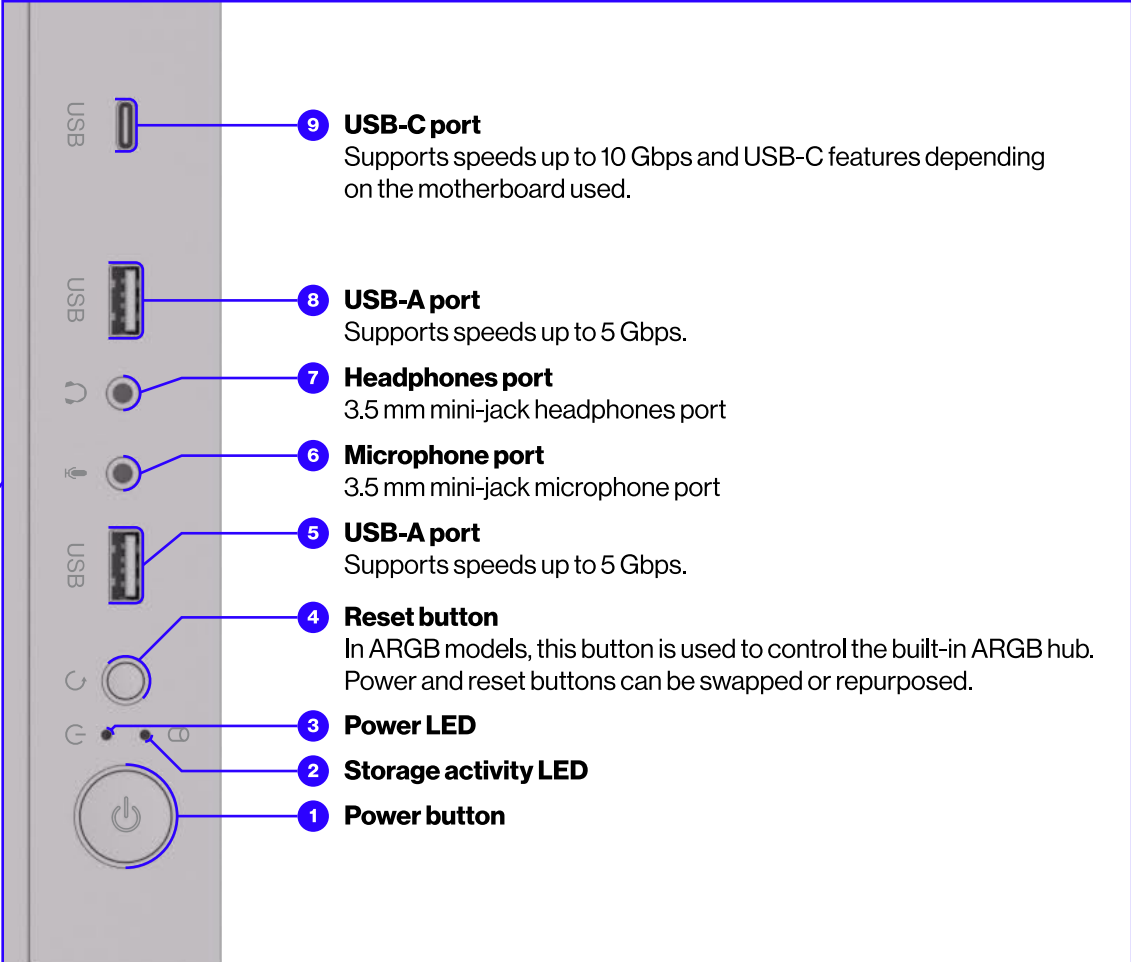 USB
9 USB-C port
Supports speeds up to 10 Gbps and USB-C features depending
on the motherboard used.
USB
8 USB-A port
Supports speeds up to 5 Gbps.
7 Headphones port
3.5 mm mini-jack headphones port
6 Microphone port
3.5 mm mini-jack microphone port
USB
5 USB-A port
Supports speeds up to 5 Gbps.
4 Reset button
In ARGB models, this button is used to control the built-in ARGB hub.
Power and reset buttons can be swapped or repurposed.
3 Power LED
2 Storage activity LED
1 Power button